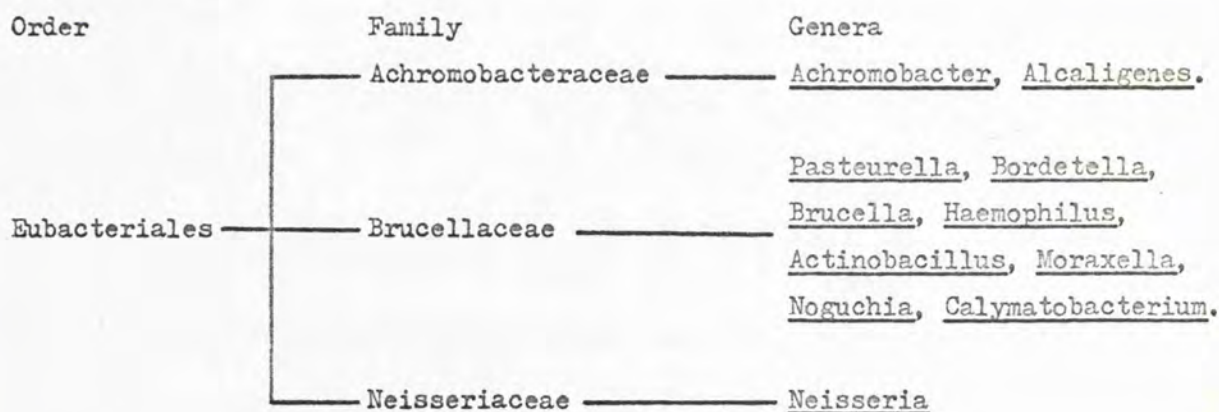 Order Family Genera
Achromobacteraceae Achromobacter, Alcaligenes.
Pasteurella, Bordetella,
Eubacteriales Brucellaceae Brucella, Haemophilus,
Actinobacillus, Moraxella,
Noguchia, Calymatobacterium.
Neisseriaceae Neisseria